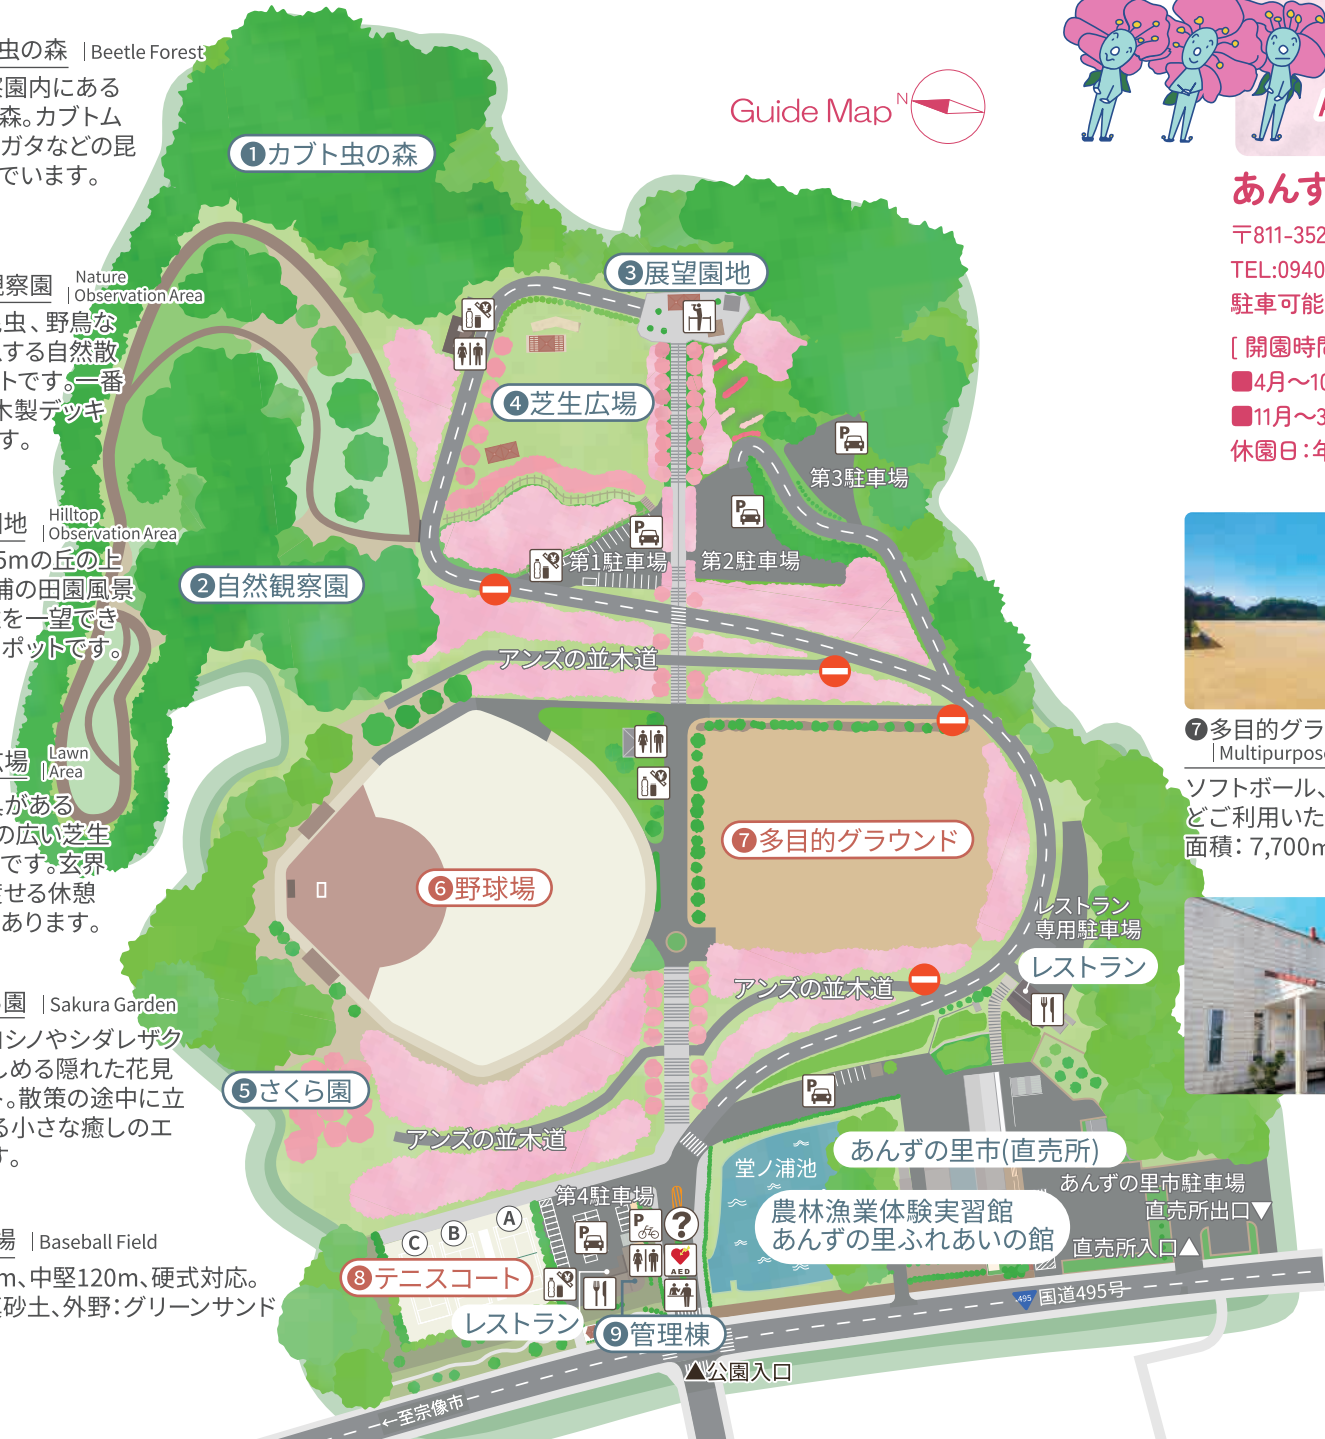 虫の森 | Beetle Forest
園内にある
森。カブトム
ガタなどの昆
でいます。
観察園 | Nature
Observation Area
虫、野鳥な
する自然散
トです。一番
木製デッキ
す。
地 | Hilltop
Observation Area
5mの丘の上
浦の田園風景
を一望でき
ポットです。
広場 | Lawn
Area
がある
の広い芝生
です。玄界
せる休憩
あります。
園 | Sakura Garden
シノやシダレザク
しめる隠れた花見
。散策の途中に立
る小さな癒しのエ
す。
場 | Baseball Field
m、中堅120m、硬式対応。
砂土、外野:グリーンサンド
Guide Map
N
❶カブト虫の森
❸展望園地
❹芝生広場
P
第3駐車場
P
第2駐車場
P
第1駐車場
❷自然観察園
アンズの並木道
❼多目的グラウンド
❻野球場
レストラン
専用駐車場
レストラン
アンズの並木道
❺さくら園
アンズの並木道
P
堂ノ浦池
あんずの里市(直売所)
農林漁業体験実習館
あんずの里ふれあいの館
あんずの里市駐車場
直売所出口▼
直売所入口▲
第4駐車場
P
P
?
AED
A
B
C
❽テニスコート
レストラン
❾管理棟
495
国道495号
▲公園入口
←至宗像市
あんず
〒811-352
TEL:0940
駐車可能
[ 開園時間
■4月〜10
■11月〜3
休園日:年
❼多目的グラ
| Multipurpose
ソフトボール、
どご利用いた
面積: 7,700m